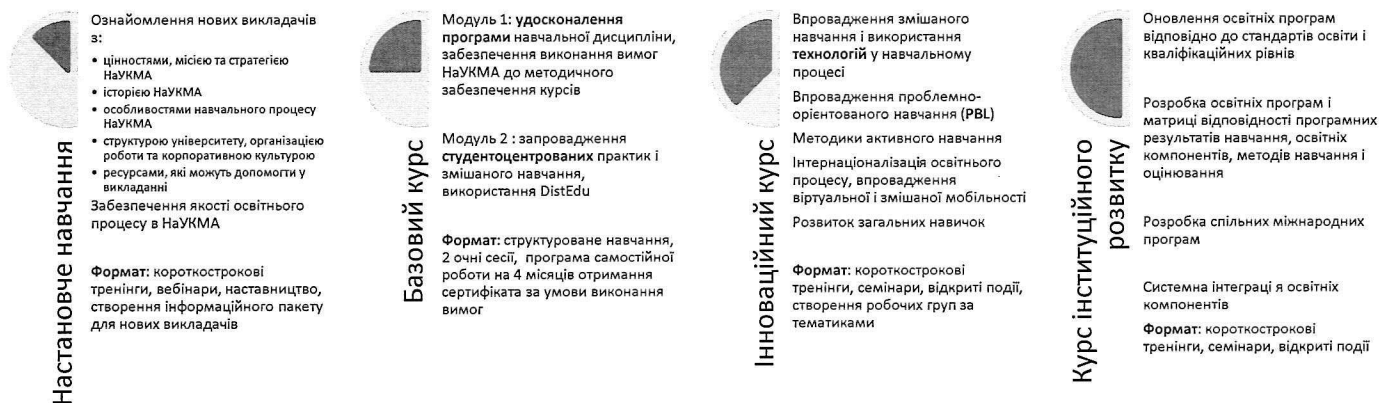 Настановче навчання
Ознайомлення нових викладачів
з:
• цінностями, місією та стратегією
НаУКМА
• історією НаУКМА
• особливостями навчального процесу
НаУКМА
• структурою університету, організацією
роботи та корпоративною культурою
• ресурсами, які можуть допомогти у
викладанні
Забезпечення якості освітнього
процесу в НаУКМА
Формат: короткострокові
тренінги, вебінари, наставництво,
створення інформаційного пакету
для нових викладачів
Базовий курс
Модуль 1: удосконалення
програми навчальної дисципліни,
забезпечення виконання вимог
НаУКМА до методичного
забезпечення курсів
Модуль 2 : запровадження
студентоцентрованих практик і
змішаного навчання,
використання DistEdu
Формат: структуроване навчання,
2 очні сесії, програма самостійної
роботи на 4 місяців отримання
сертифіката за умови виконання
вимог
Інноваційний курс
Впровадження змішаного
навчання і використання
технологій у навчальному
процесі
Впровадження проблемно-
орієнтованого навчання (PBL)
Методики активного навчання
Інтернаціоналізація освітнього
процесу, впровадження
віртуальної і змішаної мобільності
Розвиток загальних навичок
Формат: короткострокові
тренінги, семінари, відкриті події,
створення робочих груп за
тематиками
Курс інституційного
розвитку
Оновлення освітніх програм
відповідно до стандартів освіти і
кваліфікаційних рівнів
Розробка освітніх програм і
матриці відповідності програмних
результатів навчання, освітніх
компонентів, методів навчання і
оцінювання
Розробка спільних міжнародних
програм
Системна інтеграці я освітніх
компонентів
Формат: короткострокові
тренінги, семінари, відкриті події